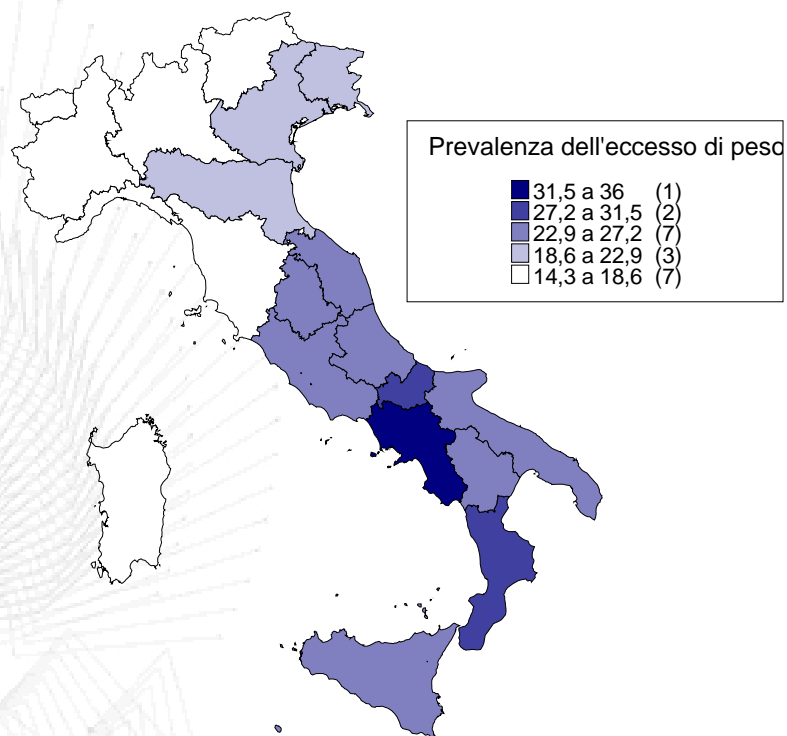 Prevalenza dell'eccesso di peso
31,5 a 36 (1)
27,2 a 31,5 (2)
22,9 a 27,2 (7)
18,6 a 22,9 (3)
14,3 a 18,6 (7)